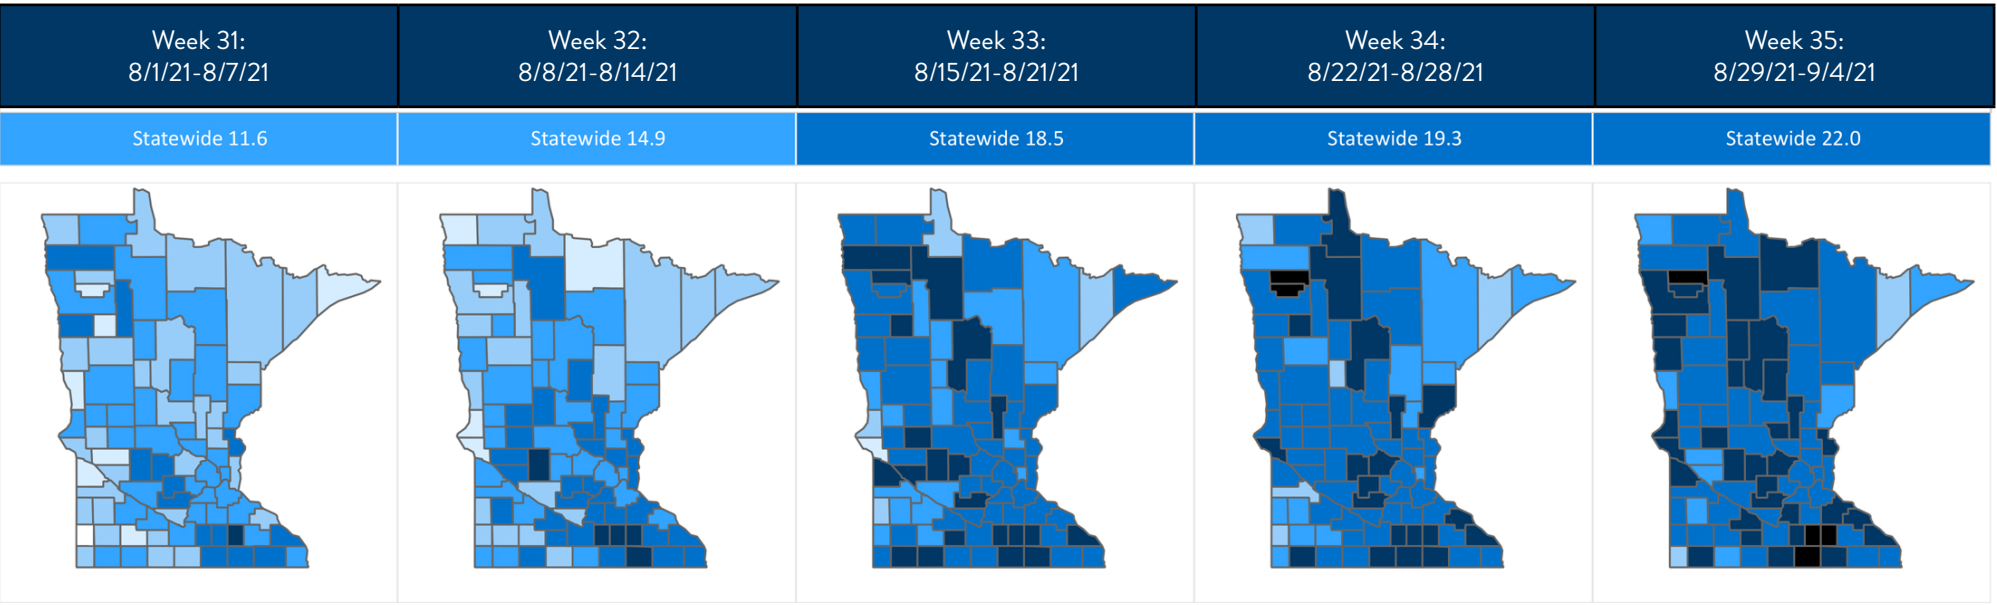 Week 31:
8/1/21-8/7/21
Week 32:
8/8/21-8/14/21
Week 33:
8/15/21-8/21/21
Week 34:
8/22/21-8/28/21
Week 35:
8/29/21-9/4/21
Statewide 11.6
Statewide 14.9
Statewide 18.5
Statewide 19.3
Statewide 22.0